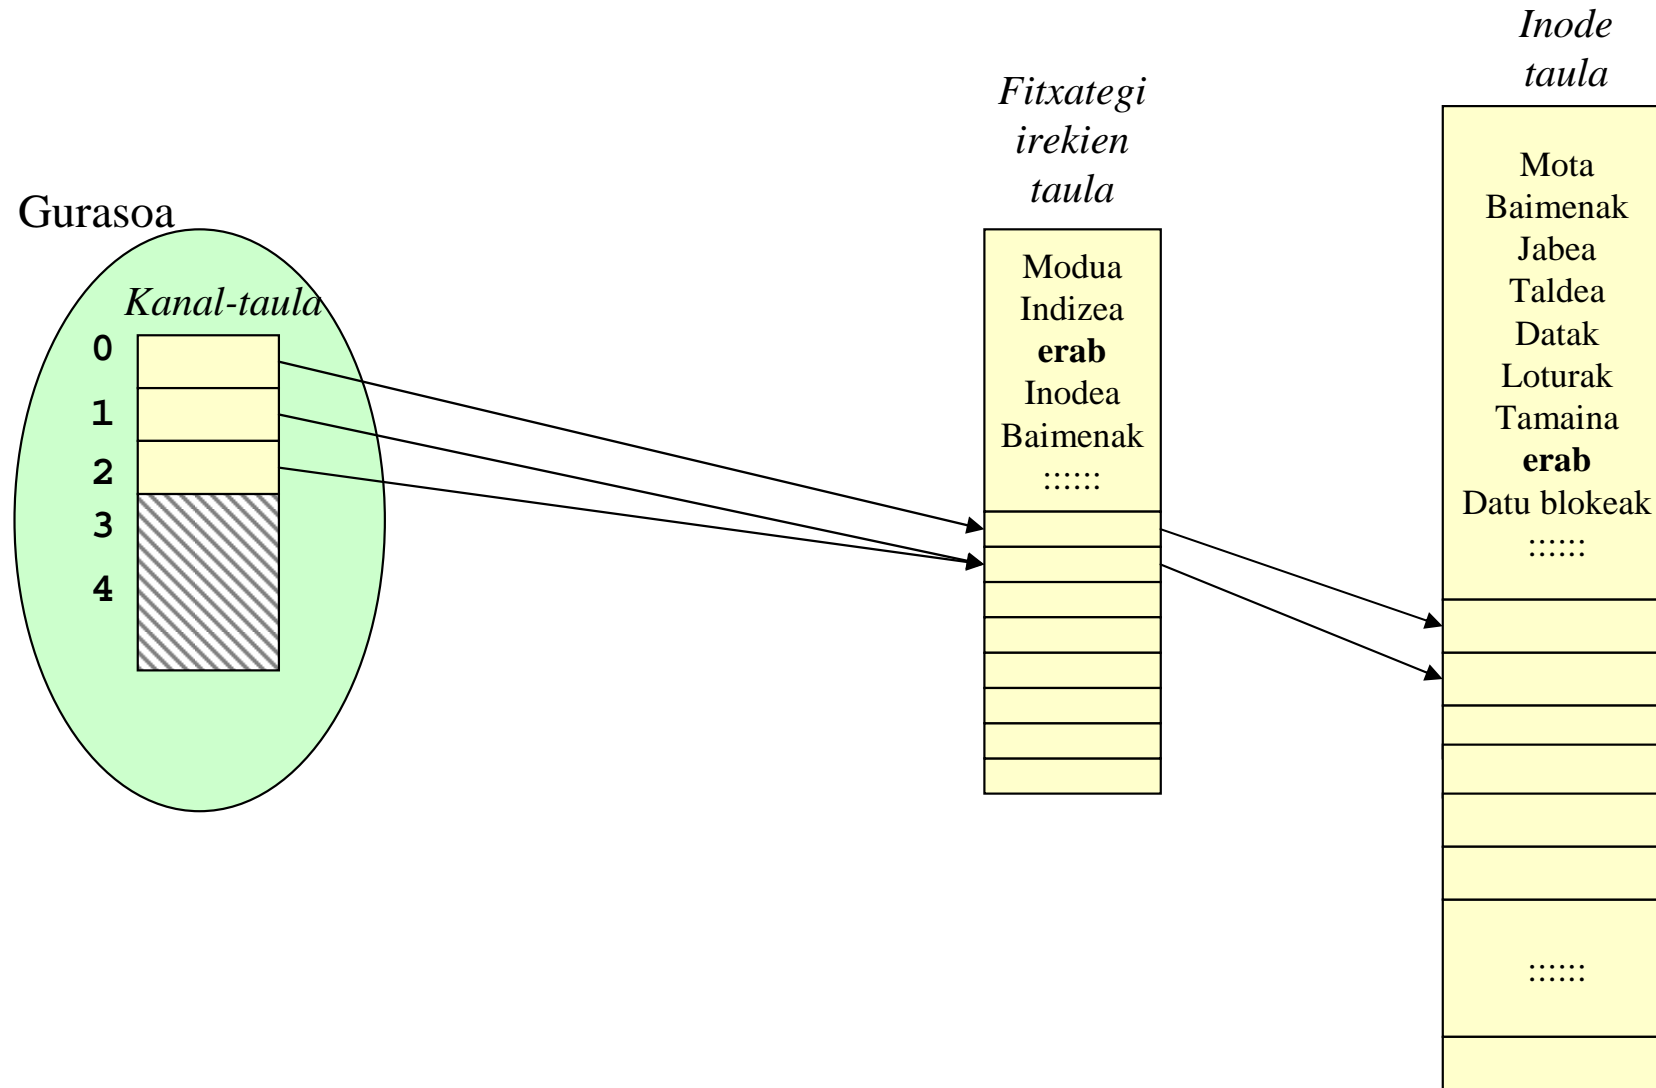 Gurasoa
Kanal-taula
0
1
2
3
4
Fitxategi
irekien
taula
Modua
Indizea
erab
Inodea
Baimenak
::::::
Inode
taula
Mota
Baimenak
Jabea
Taldea
Datak
Loturak
Tamaina
erab
Datu blokeak
::::::
::::::